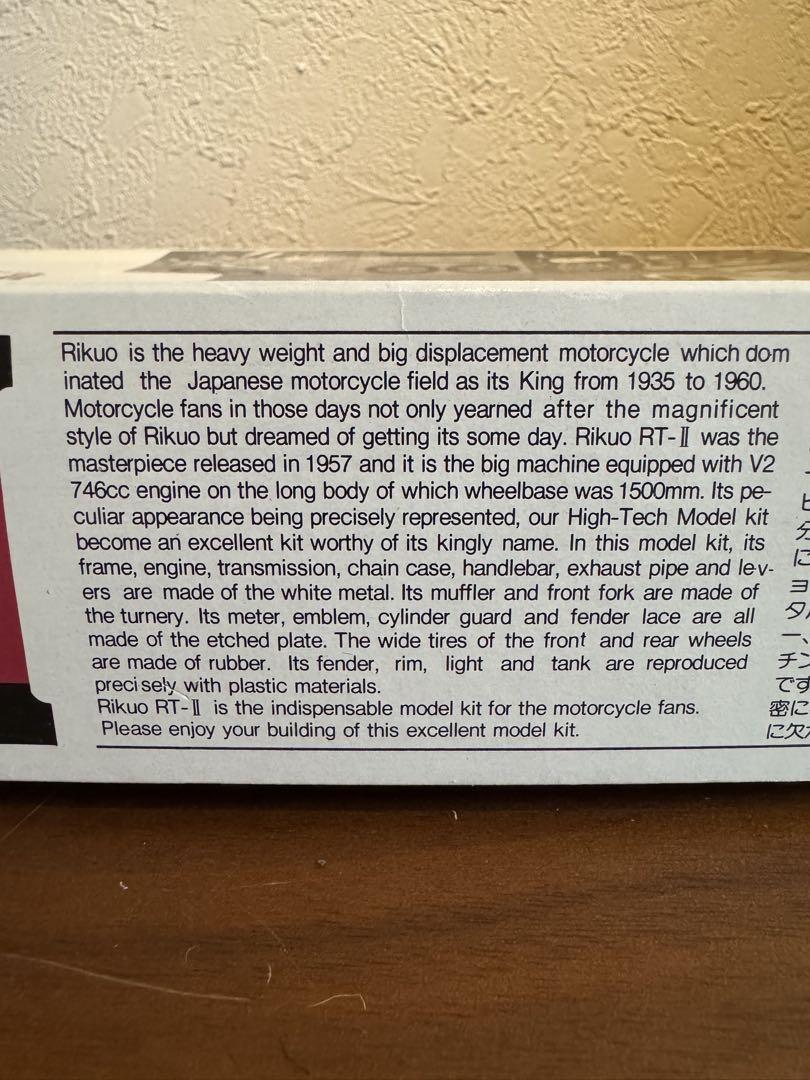 Rikuo is the heavy weight and big displacement motorcycle which dom
inated the Japanese motorcycle field as its King from 1935 to 1960.
Motorcycle fans in those days not only yearned after the magnificent
style of Rikuo but dreamed of getting its some day. Rikuo RT-Ⅱ was the
masterpiece released in 1957 and it is the big machine equipped with V2
746cc engine on the long body of which wheelbase was 1500mm. Its pe-
culiar appearance being precisely represented, our High-Tech Model kit
become an excellent kit worthy of its kingly name. In this model kit, its
frame, engine, transmission, chain case, handlebar, exhaust pipe and lev-
ers are made of the white metal. Its muffler and front fork are made of
the turnery. Its meter, emblem, cylinder guard and fender lace are all
made of the etched plate. The wide tires of the front and rear wheels
are made of rubber. Its fender, rim, light and tank are reproduced
precisely with plastic materials.
Rikuo RT-Ⅱ is the indispensable model kit for the motorcycle fans.
Please enjoy your building of this excellent model kit.
ピ
分
に
ョ
タル
ー、
チン
です
密に
に欠